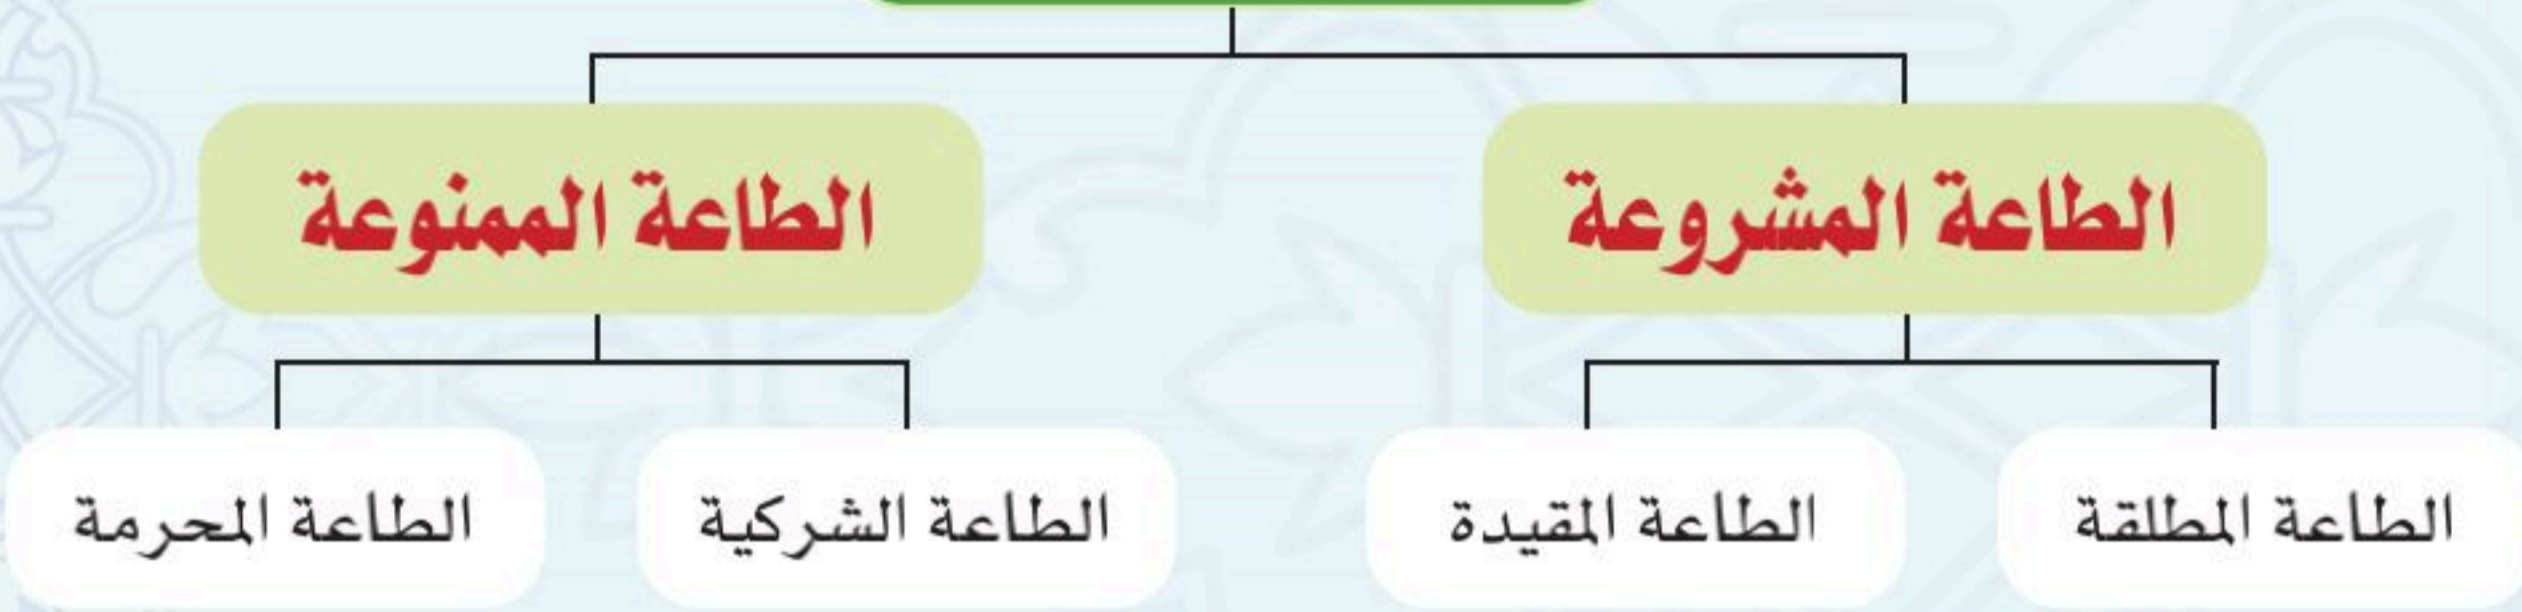 الطاعة المشروعة
الطاعة الممنوعة
الطاعة المطلقة
الطاعة المقيدة
الطاعة الشركية
الطاعة المحرمة